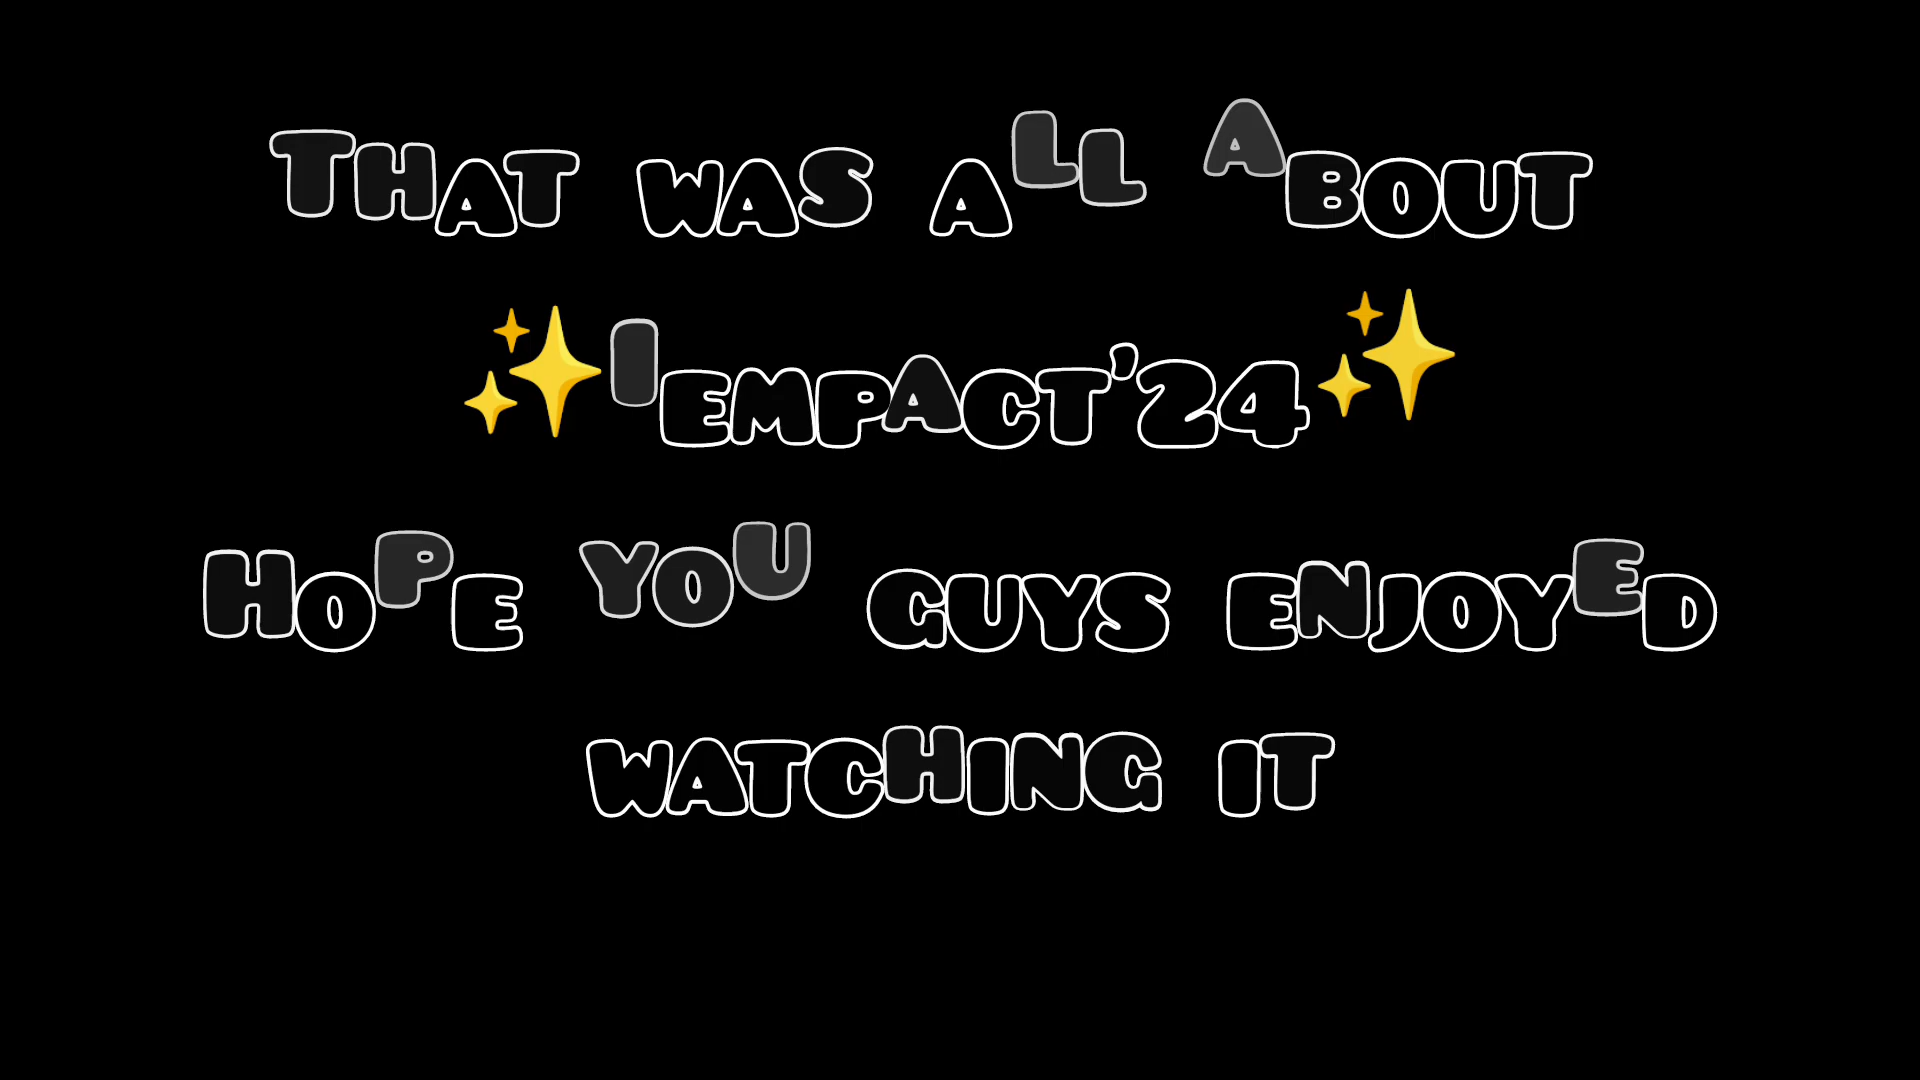 That was all About
✨Iempact'24✨
Hope you guys enjoyed
watching it